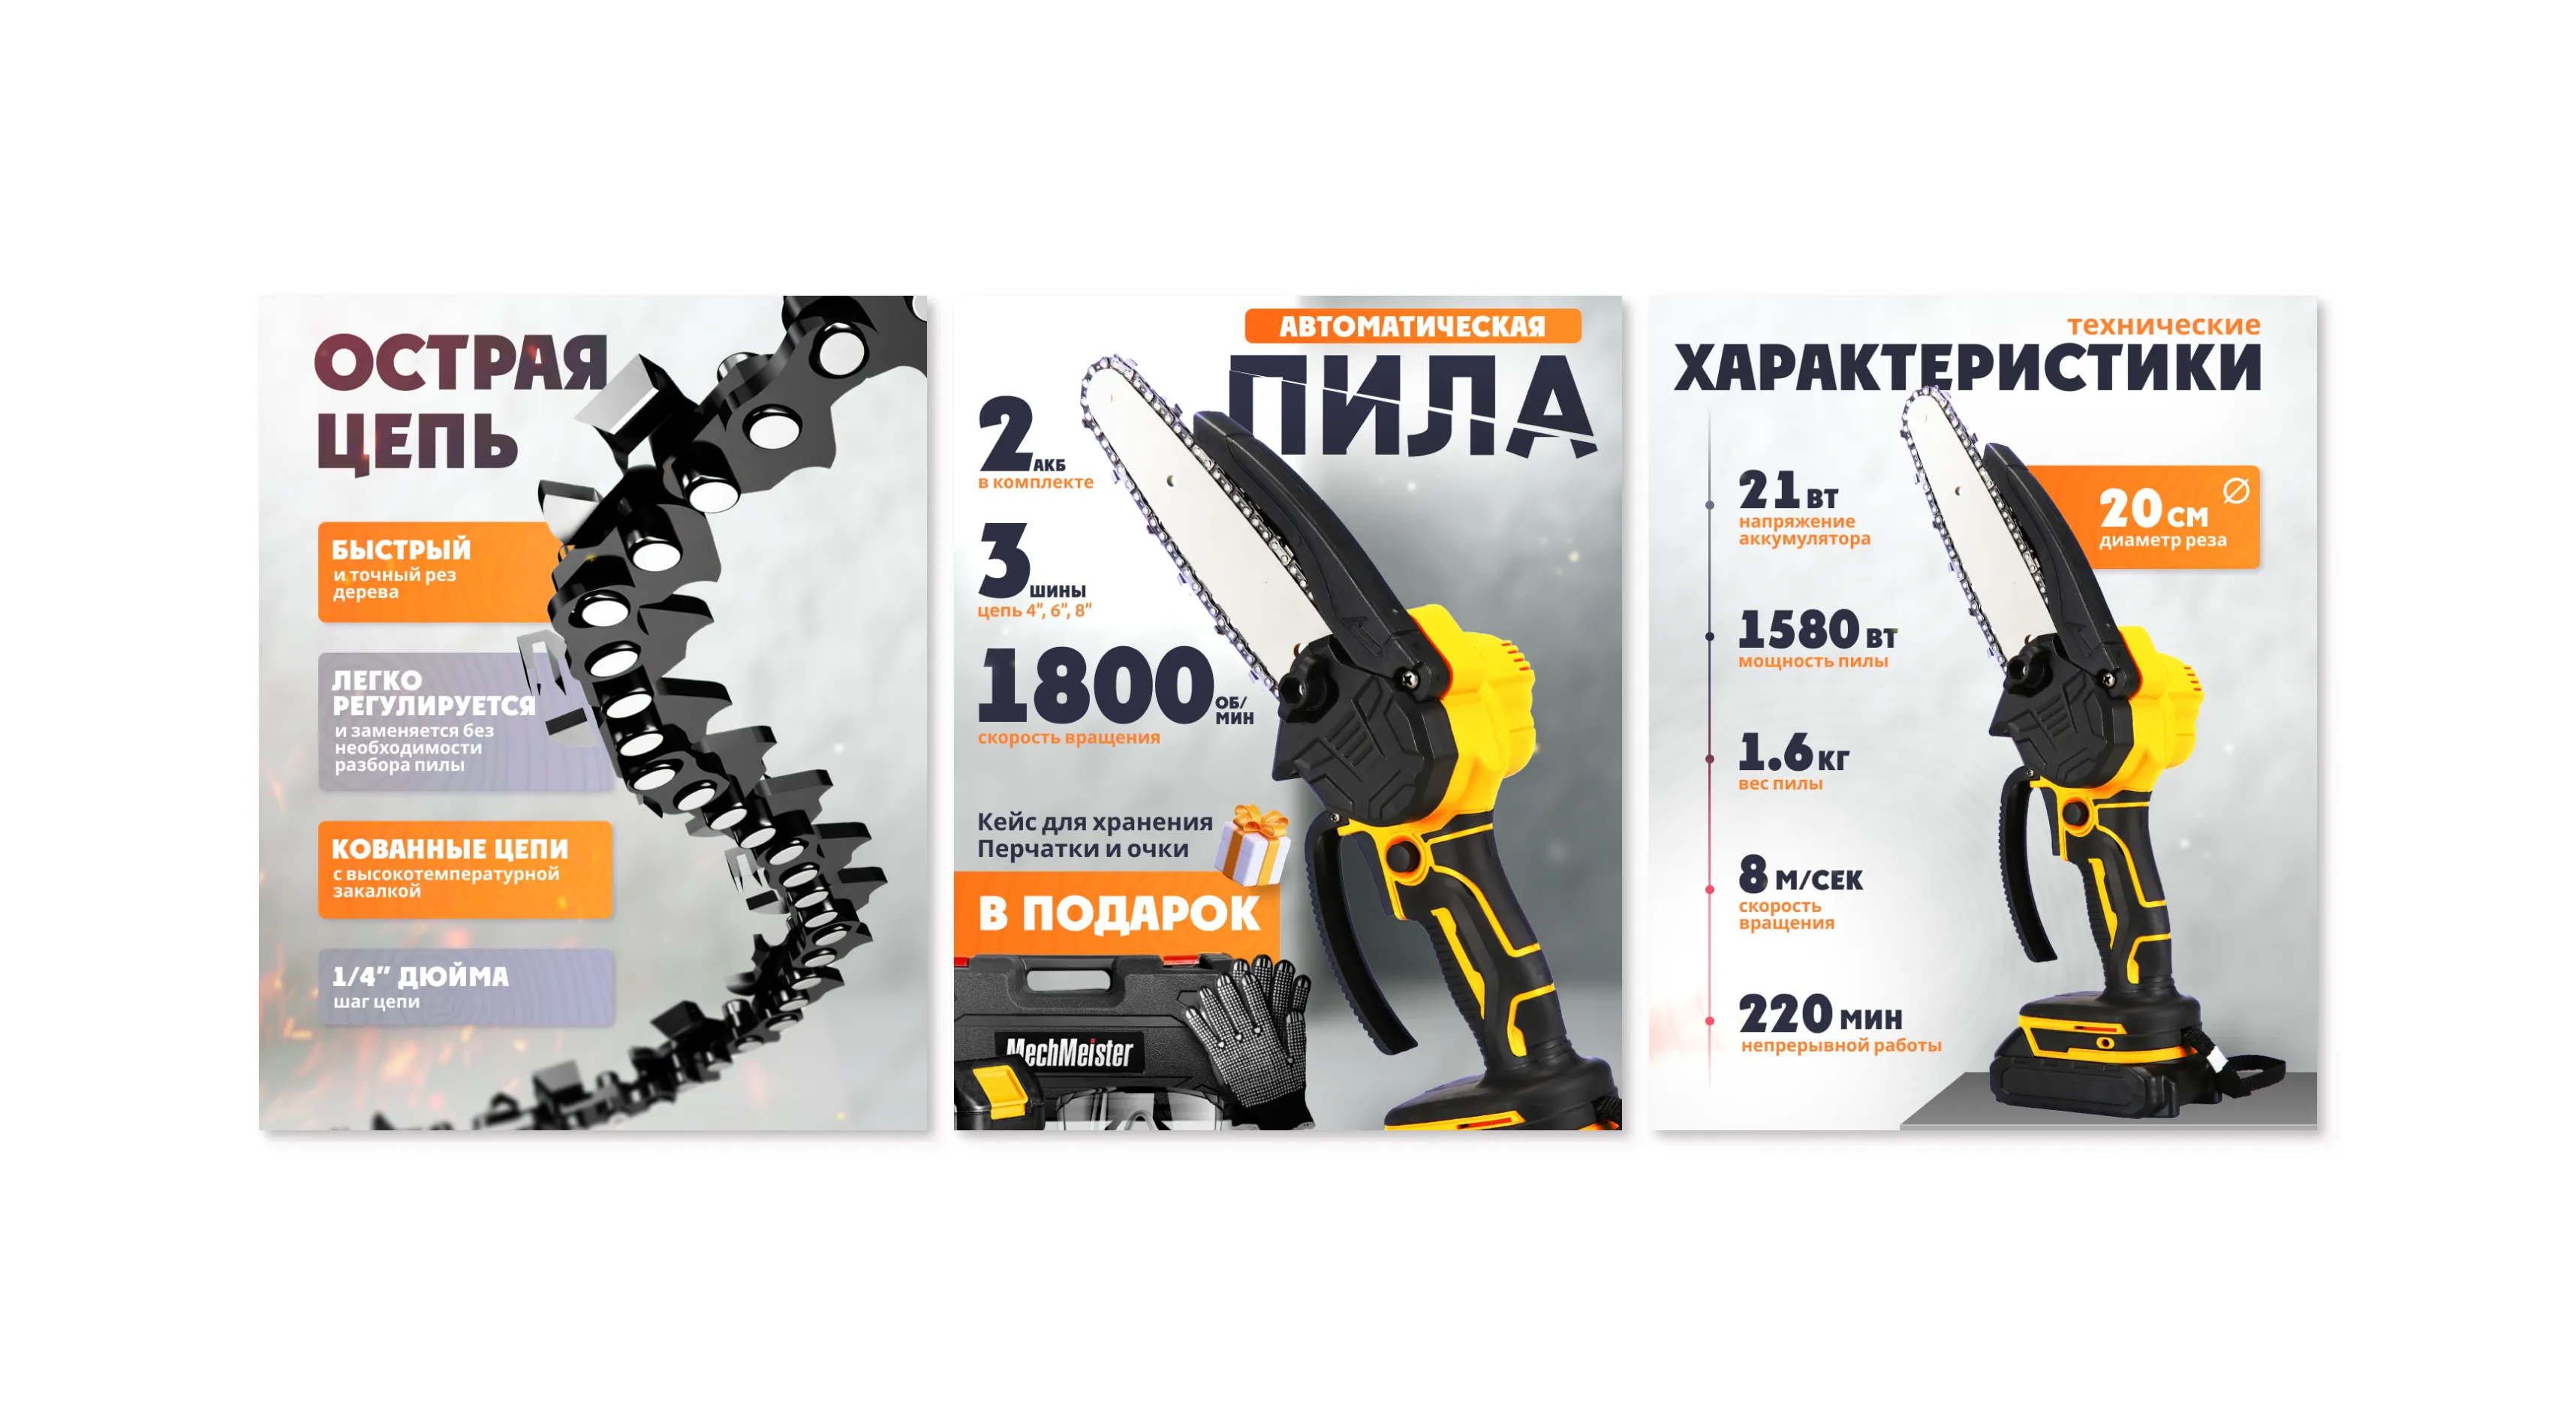 ОСТРАЯ
ЦЕПЬ
БЫСТРЫЙ
и точный рез
дерева
ЛЕГКО
РЕГУЛИРУЕТСЯ
и заменяется без
необходимости
разбора пилы
КОВАННЫЕ ЦЕПИ
с высокотемпературной
закалкой
1/4” ДЮЙМА
шаг цепи
АВТОМАТИЧЕСКАЯ
ПИЛА
2 АКБ
в комплекте
3 ШИНЫ
цепь 4”, 6”, 8”
1800 ОБ/
МИН
скорость вращения
Кейс для хранения
Перчатки и очки
В ПОДАРОК
MechMeister
технические
ХАРАКТЕРИСТИКИ
20 СМ
диаметр реза
21 ВТ
напряжение
аккумулятора
1580 ВТ
мощность пилы
1.6 КГ
вес пилы
8 М/СЕК
скорость
вращения
220 МИН
непрерывной работы